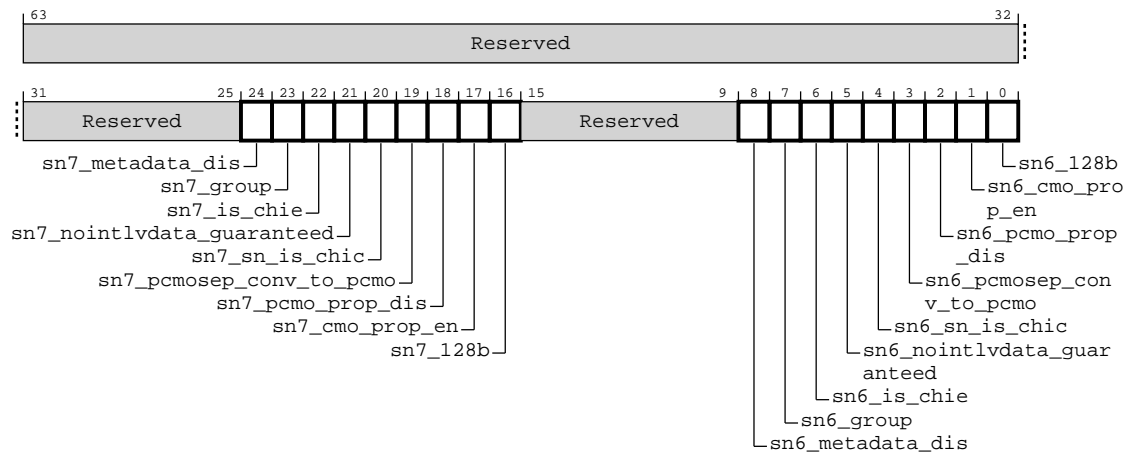 63 32
Reserved
31 25 24 23 22 21 20 19 18 17 16 15 9 8 7 6 5 4 3 2 1 0
Reserved Reserved
sn7_metadata_dis sn6_128b
sn7_group sn6_cmo_pro
sn7_is_chie p_en
sn7_nointlvdata_guaranteed sn6_pcmo_prop
sn7_sn_is_chic _dis
sn7_pcmosep_conv_to_pcmo sn6_pcmosep_con
sn7_pcmo_prop_dis v_to_pcmo
sn7_cmo_prop_en sn6_sn_is_chic
sn7_128b sn6_nointlvdata_guar
anteed
sn6_is_chie
sn6_group
sn6_metadata_dis